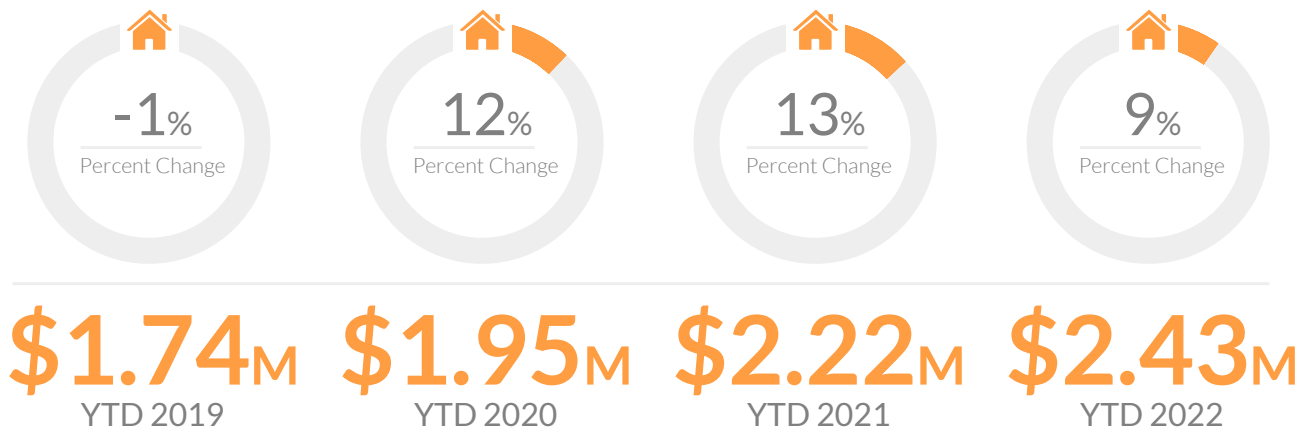 -1% 12% 13% 9%
Percent Change Percent Change Percent Change Percent Change
$1.74M $1.95M $2.22M $2.43M
YTD 2019 YTD 2020 YTD 2021 YTD 2022